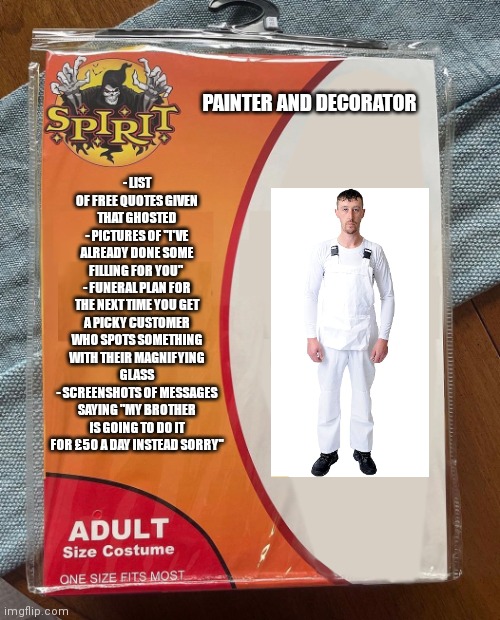 SPIRIT
PAINTER AND DECORATOR
- LIST
OF FREE QUOTES GIVEN
THAT GHOSTED
- PICTURES OF "I'VE
ALREADY DONE SOME
FILLING FOR YOU"
- FUNERAL PLAN FOR
THE NEXT TIME YOU GET
A PICKY CUSTOMER
WHO SPOTS SOMETHING
WITH THEIR MAGNIFYING
GLASS
- SCREENSHOTS OF MESSAGES
SAYING "MY BROTHER
IS GOING TO DO IT
FOR £50 A DAY INSTEAD SORRY"
ADULT
Size Costume
ONE SIZE FITS MOST
imgflip.com